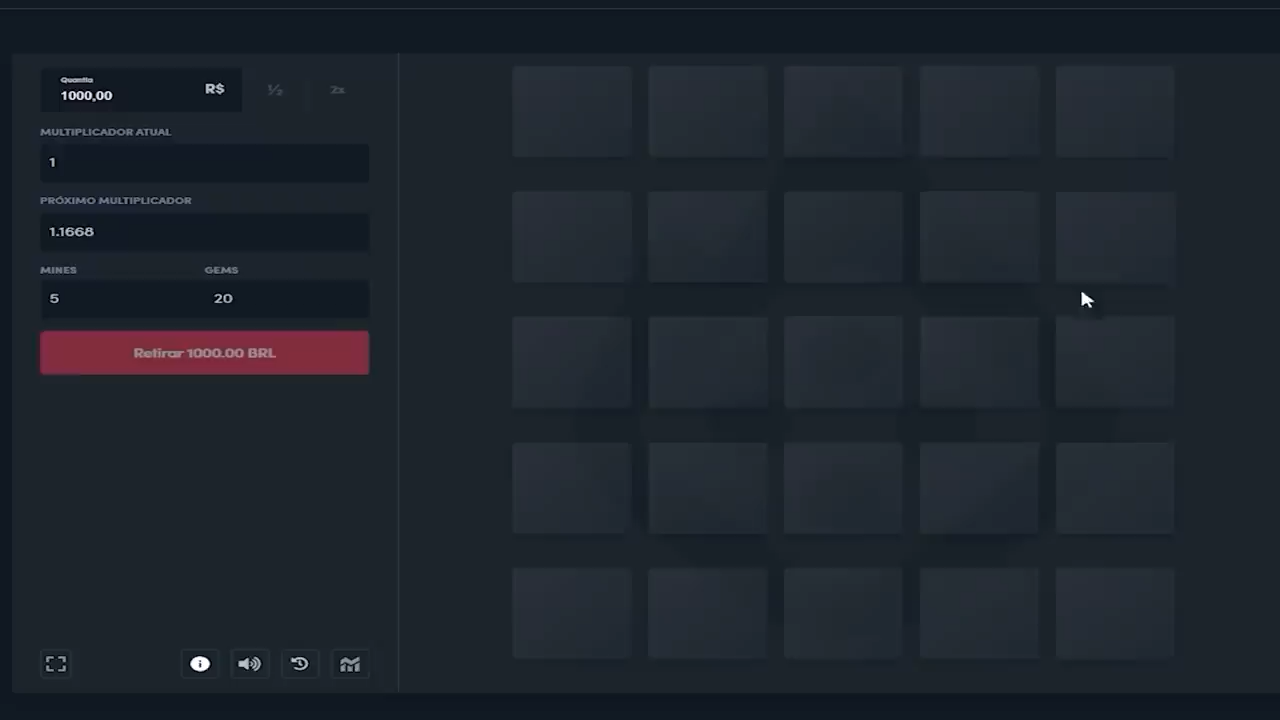 Quantia
1000,00 R$ ½ 2x
MULTIPLICADOR ATUAL
1
PRÓXIMO MULTIPLICADOR
1.1668
MINES GEMS
5 20
Retirar 1000.00 BRL